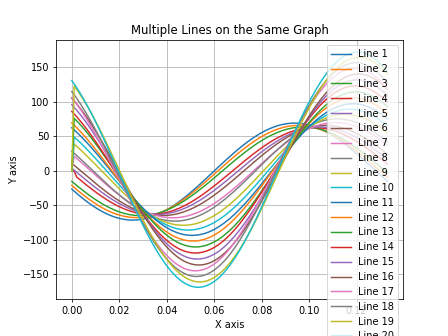 Multiple Lines on the Same Graph
Y axis
150
100
50
0
−50
−100
−150
0.00
0.02
0.04
0.06
0.08
0.10
X axis
Line 1
Line 2
Line 3
Line 4
Line 5
Line 6
Line 7
Line 8
Line 9
Line 10
Line 11
Line 12
Line 13
Line 14
Line 15
Line 16
Line 17
Line 18
Line 19
Line 20